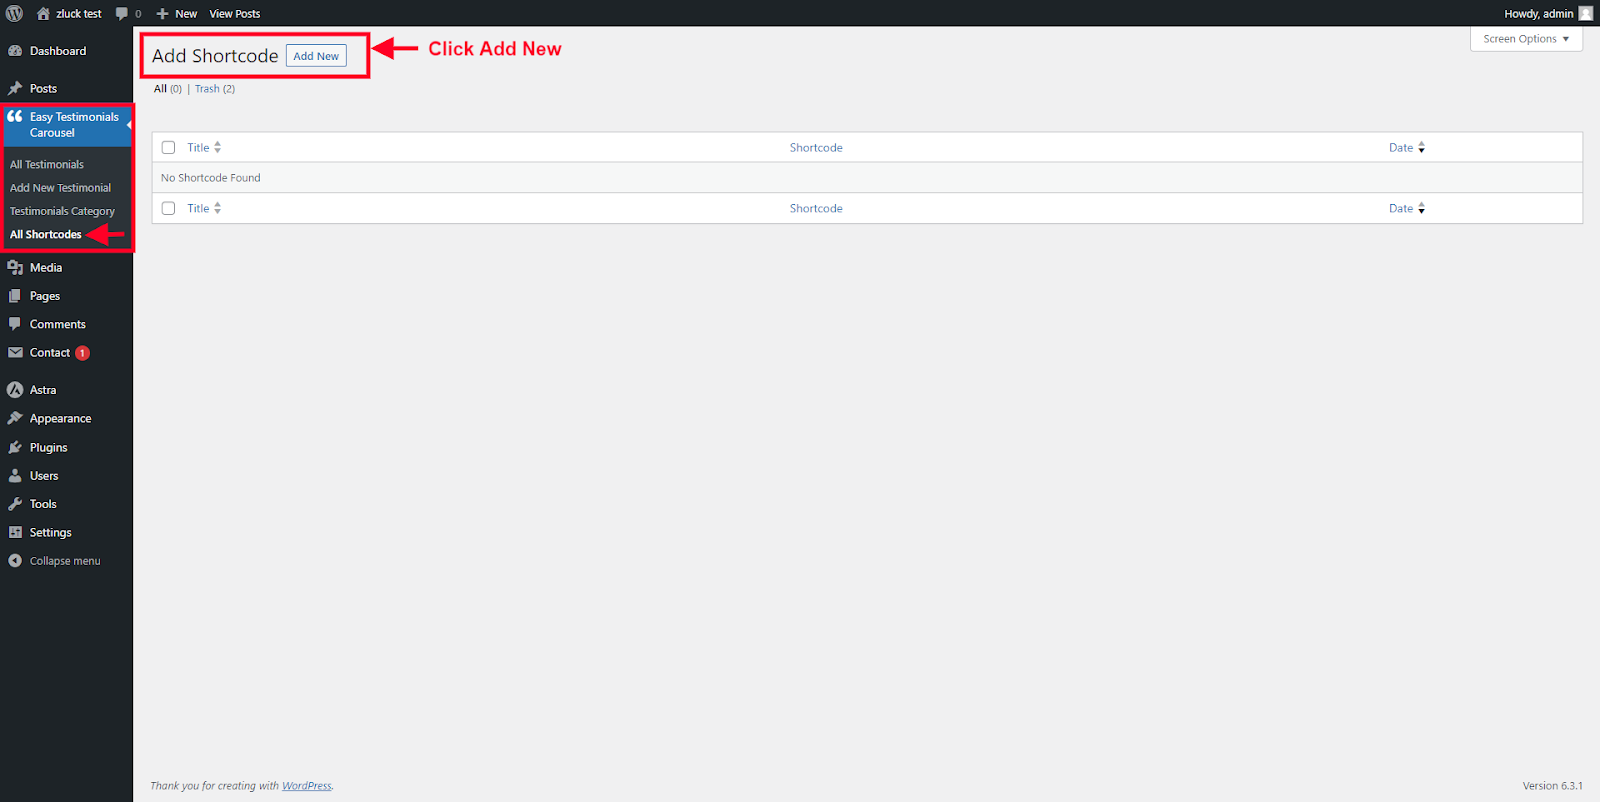 zluck test 0 New View Posts Howdy, admin
Screen Options
Dashboard
Posts
Easy Testimonials
Carousel
All Testimonials
Add New Testimonial
Testimonials Category
All Shortcodes
Media
Pages
Comments
Contact 1
Astra
Appearance
Plugins
Users
Tools
Settings
Collapse menu
Add Shortcode Add New Click Add New
All (0) | Trash (2)
Title Shortcode Date
No Shortcode Found
Title Shortcode Date
Thank you for creating with WordPress. Version 6.3.1